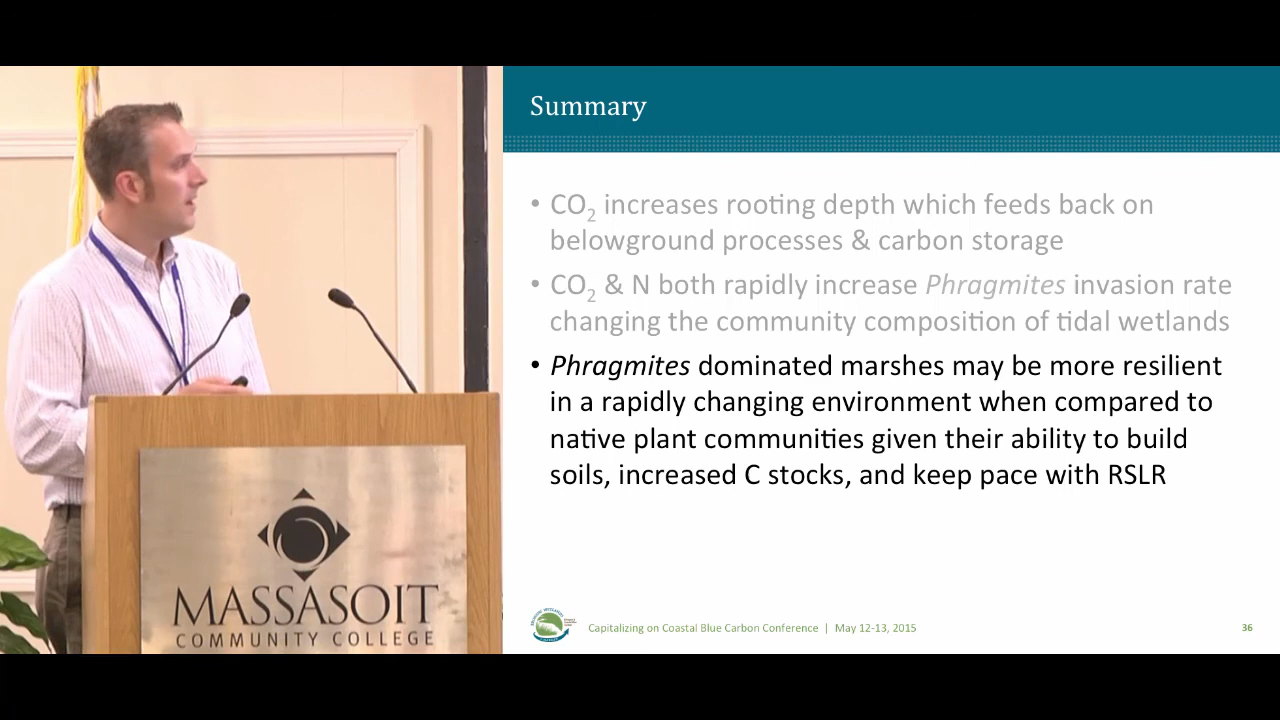 Summary
• CO₂ increases rooting depth which feeds back on
belowground processes & carbon storage
• CO₂ & N both rapidly increase Phragmites invasion rate
changing the community composition of tidal wetlands
• Phragmites dominated marshes may be more resilient
in a rapidly changing environment when compared to
native plant communities given their ability to build
soils, increased C stocks, and keep pace with RSLR
Capitalizing on Coastal Blue Carbon Conference | May 12-13, 2015
36
MASSASOIT
COMMUNITY COLLEGE